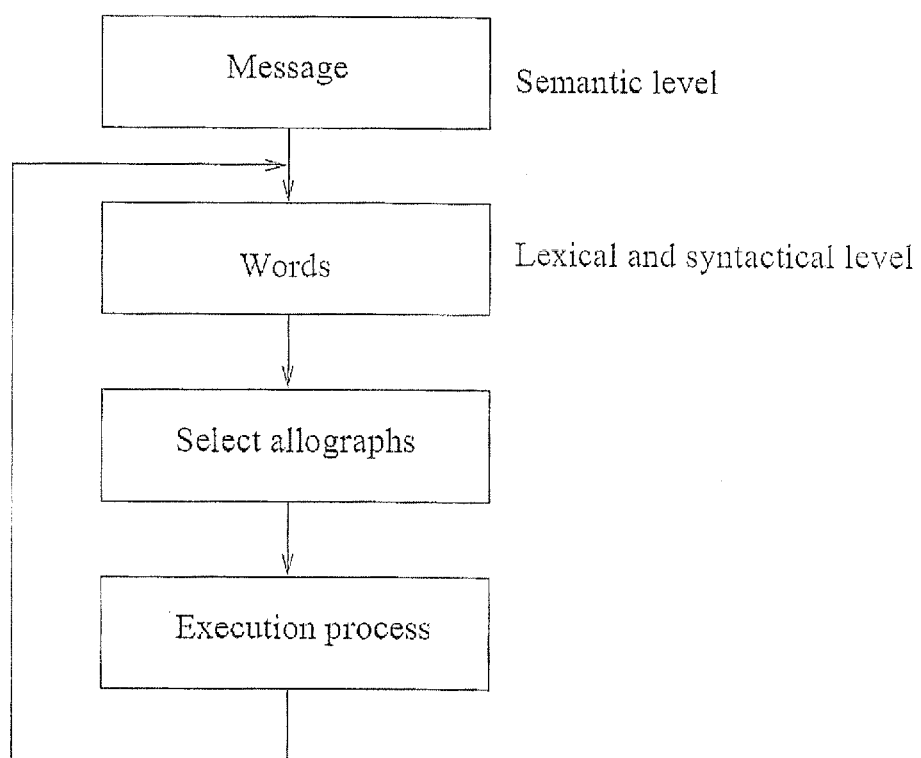 Message
Semantic level
Words
Lexical and syntactical level
Select allographs
Execution process